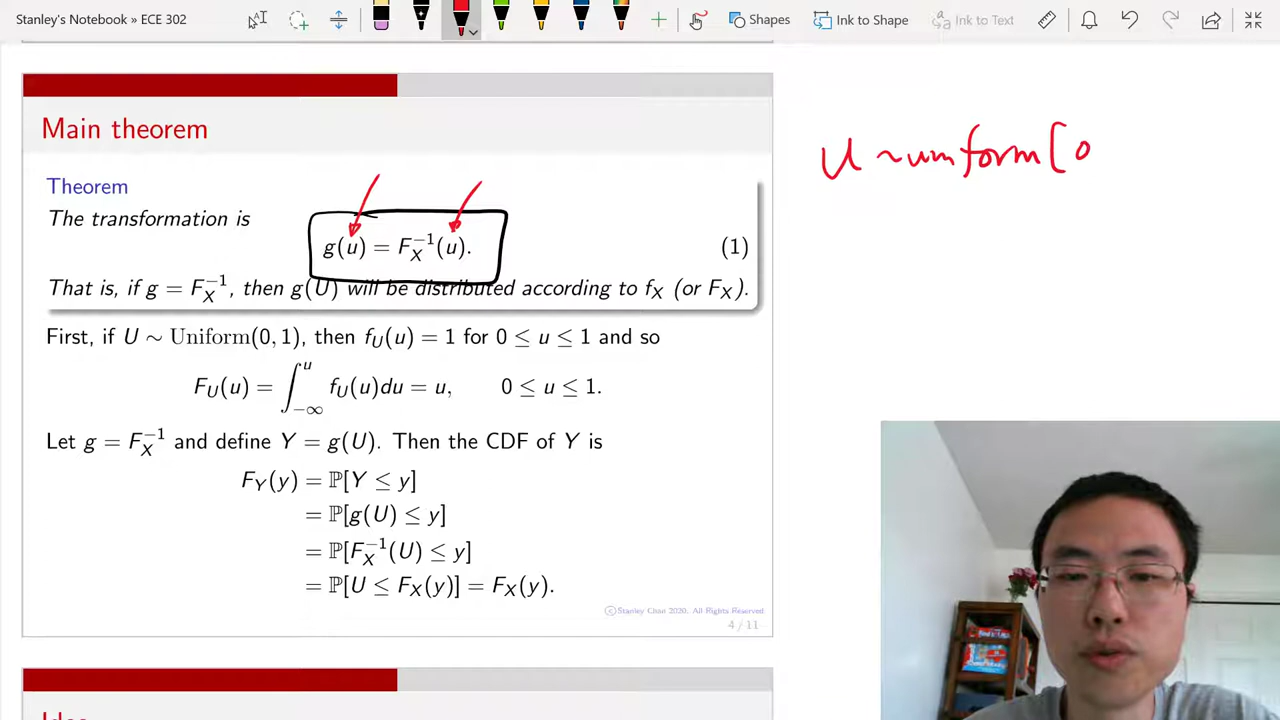 Stanley's Notebook » ECE 302
Shapes
Ink to Shape
Ink to Text
Main theorem
Theorem
The transformation is
g(u) = F_X^{-1}(u). (1)
That is, if g = F_X^{-1}, then g(U) will be distributed according to f_X (or F_X).
First, if U ∼ Uniform(0, 1), then f_U(u) = 1 for 0 ≤ u ≤ 1 and so
F_U(u) = ∫_{-∞}^{u} f_U(u)du = u, 0 ≤ u ≤ 1.
Let g = F_X^{-1} and define Y = g(U). Then the CDF of Y is
F_Y(y) = ℙ[Y ≤ y]
= ℙ[g(U) ≤ y]
= ℙ[F_X^{-1}(U) ≤ y]
= ℙ[U ≤ F_X(y)] = F_X(y).
©Stanley Chan 2020. All Rights Reserved
4 / 11
U ~ uniform [0